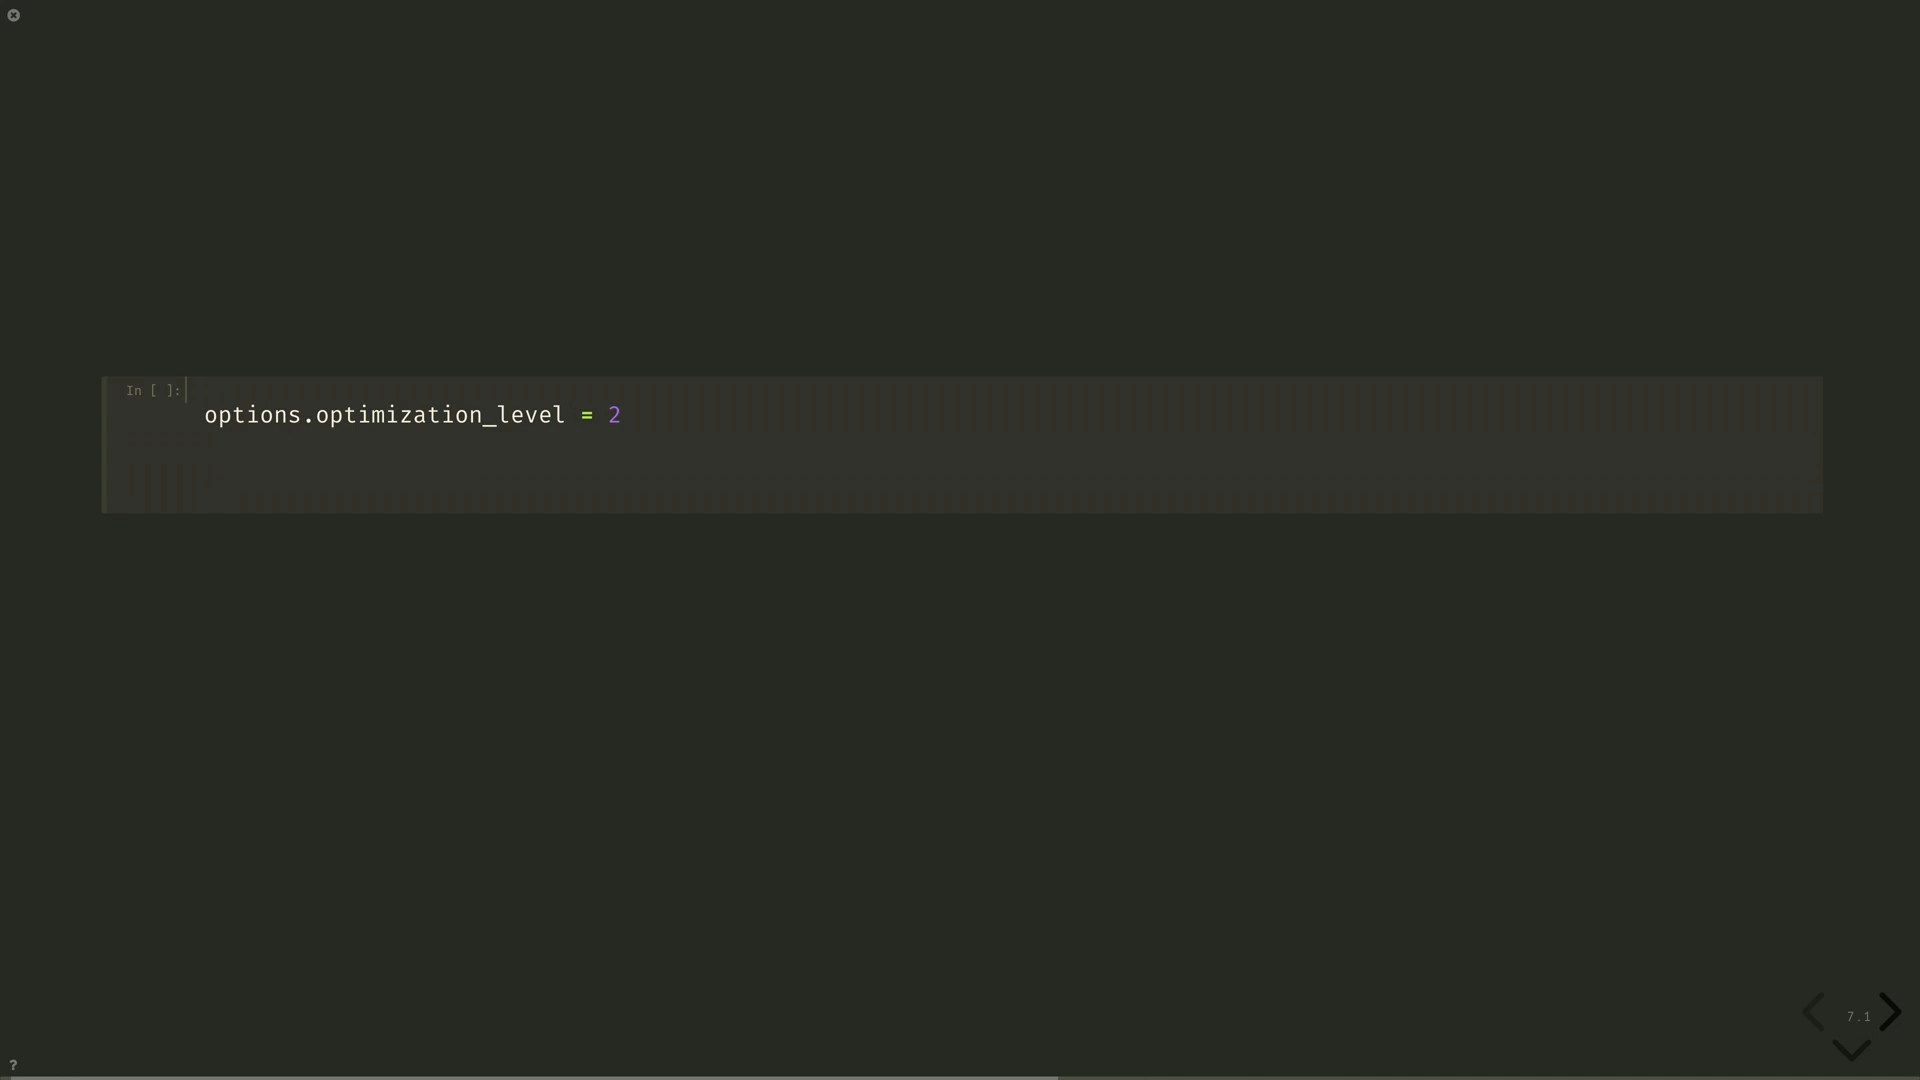 In [ ]:
options.optimization_level = 2
7.1
?